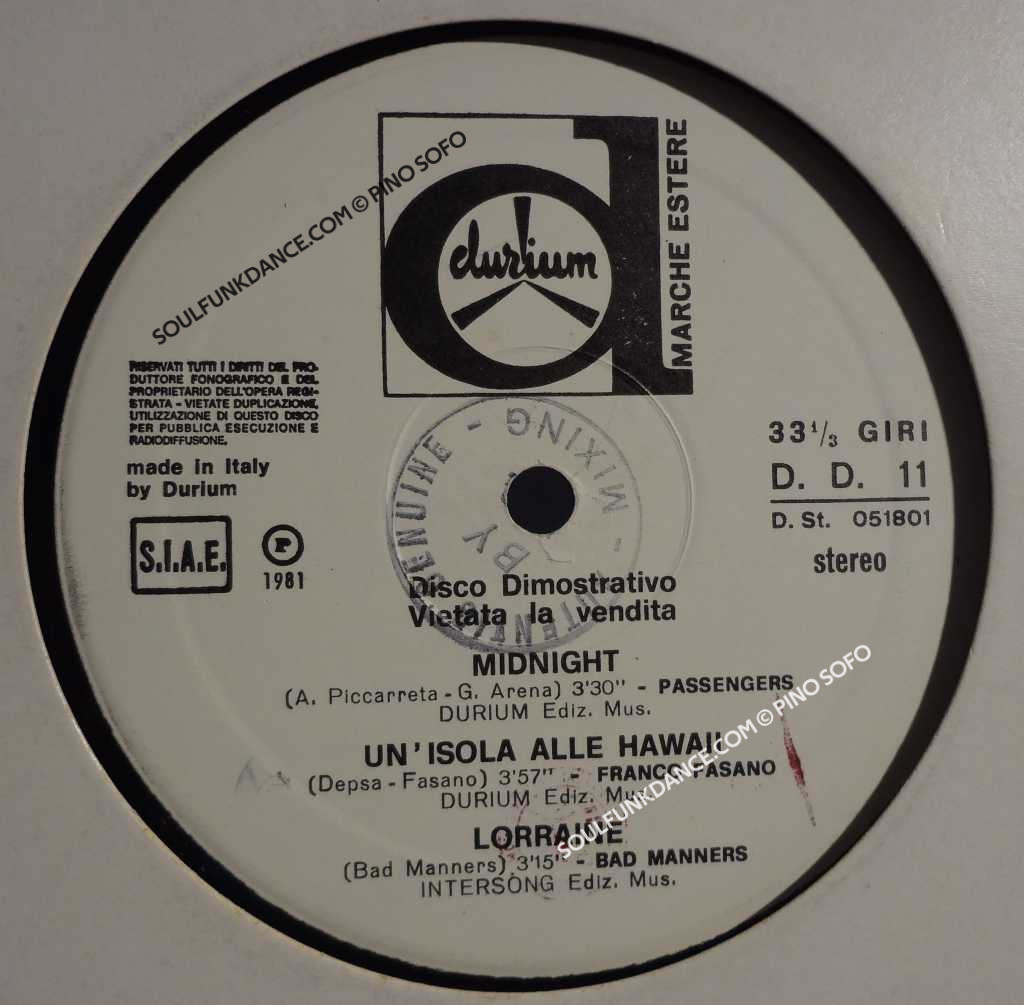 durium
MARCHE ESTERE
SOULFUNKDANCE.COM © PINO SOFO
RISERVATI TUTTI I DIRITTI DEL PRO-
DUTTORE FONOGRAFICO E DEL
PROPRIETARIO DELL'OPERA REGI-
STRATA - VIETATE DUPLICAZIONE,
UTILIZZAZIONE DI QUESTO DISCO
PER PUBBLICA ESECUZIONE E
RADIODIFFUSIONE.
made in Italy
by Durium
S.I.A.E.
P
1981
33 1/3 GIRI
D. D. 11
D. St. 051801
stereo
GENUINE - MIXING -
BY
Disco Dimostrativo
Vietata la vendita
MIDNIGHT
(A. Piccarreta - G. Arena) 3'30" - PASSENGERS
DURIUM Ediz. Mus.
UN'ISOLA ALLE HAWAII
(Depsa - Fasano) 3'57" - FRANCO FASANO
DURIUM Ediz. Mus.
LORRAINE
(Bad Manners) 3'15" - BAD MANNERS
INTERSONG Ediz. Mus.
SOULFUNKDANCE.COM © PINO SOFO